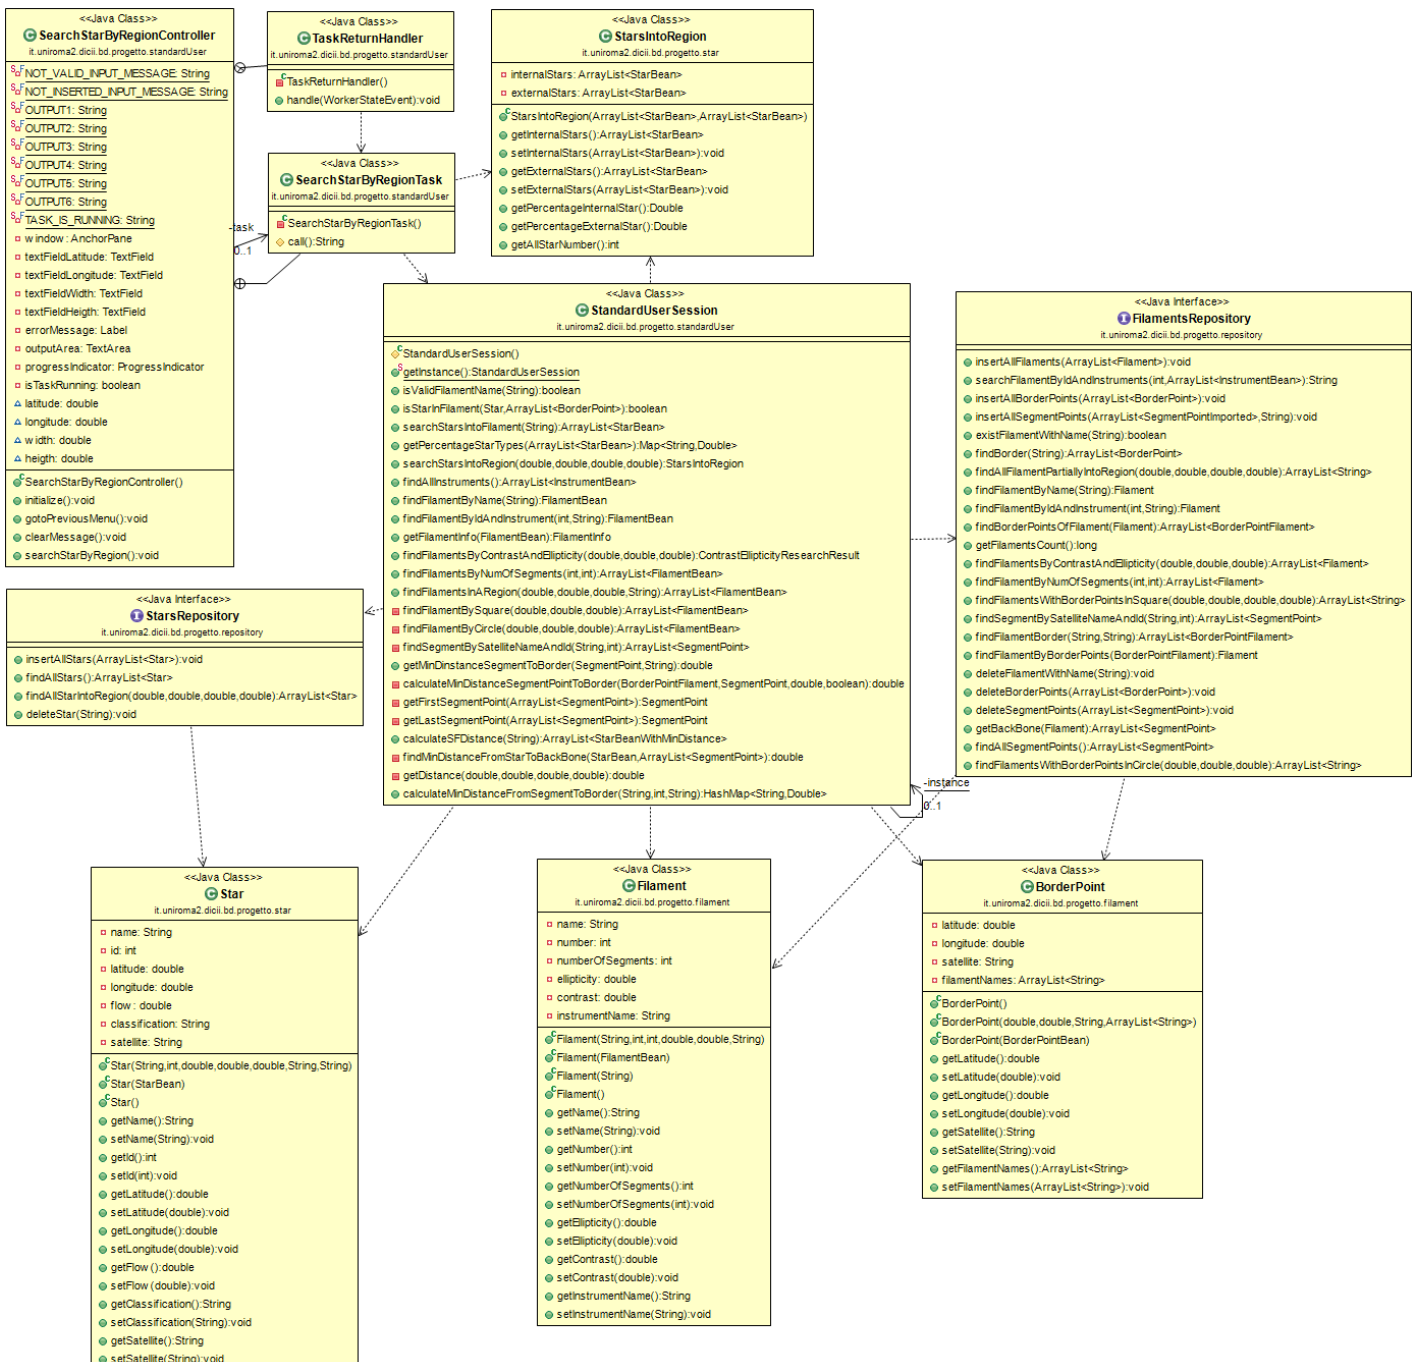 <<Java Class>>
SearchStarByRegionController
it.uniroma2.dicii.bd.progetto.standardUser
NOT_VALID_INPUT_MESSAGE: String
NOT_INSERTED_INPUT_MESSAGE: String
OUTPUT1: String
OUTPUT2: String
OUTPUT3: String
OUTPUT4: String
OUTPUT5: String
OUTPUT6: String
TASK_IS_RUNNING: String
window: AnchorPane
textFieldLatitude: TextField
textFieldLongitude: TextField
textFieldWidth: TextField
textFieldHeigth: TextField
errorMessage: Label
outputArea: TextArea
progressIndicator: ProgressIndicator
isTaskRunning: boolean
latitude: double
longitude: double
width: double
heigth: double
SearchStarByRegionController()
initialize():void
gotoPreviousMenu():void
clearMessage():void
searchStarByRegion():void
<<Java Class>>
TaskReturnHandler
it.uniroma2.dicii.bd.progetto.standardUser
TaskReturnHandler()
handle(WorkerStateEvent):void
<<Java Class>>
SearchStarByRegionTask
it.uniroma2.dicii.bd.progetto.standardUser
SearchStarByRegionTask()
call():String
-task
0..1
<<Java Class>>
StarsIntoRegion
it.uniroma2.dicii.bd.progetto.star
internalStars: ArrayList<StarBean>
externalStars: ArrayList<StarBean>
StarsIntoRegion(ArrayList<StarBean>,ArrayList<StarBean>)
getInternalStars():ArrayList<StarBean>
setInternalStars(ArrayList<StarBean>):void
getExternalStars():ArrayList<StarBean>
setExternalStars(ArrayList<StarBean>):void
getPercentageInternalStar():Double
getPercentageExternalStar():Double
getAllStarNumber():int
<<Java Class>>
StandardUserSession
it.uniroma2.dicii.bd.progetto.standardUser
StandardUserSession()
getInstance():StandardUserSession
isValidFilamentName(String):boolean
isStarInFilament(Star,ArrayList<BorderPoint>):boolean
searchStarsIntoFilament(String):ArrayList<StarBean>
getPercentageStarTypes(ArrayList<StarBean>):Map<String,Double>
searchStarsIntoRegion(double,double,double,double):StarsIntoRegion
findAllInstruments():ArrayList<InstrumentBean>
findFilamentByName(String):FilamentBean
findFilamentByIdAndInstrument(int,String):FilamentBean
getFilamentInfo(FilamentBean):FilamentInfo
findFilamentsByContrastAndEllipticity(double,double,double):ContrastEllipticityResearchResult
findFilamentsByNumOfSegments(int,int):ArrayList<FilamentBean>
findFilamentsInARegion(double,double,double,String):ArrayList<FilamentBean>
findFilamentBySquare(double,double,double):ArrayList<FilamentBean>
findFilamentByCircle(double,double,double):ArrayList<FilamentBean>
findSegmentBySatelliteNameAndId(String,int):ArrayList<SegmentPoint>
getMinDinstanceSegmentToBorder(SegmentPoint,String):double
calculateMinDistanceSegmentPointToBorder(BorderPointFilament,SegmentPoint,double,boolean):double
getFirstSegmentPoint(ArrayList<SegmentPoint>):SegmentPoint
getLastSegmentPoint(ArrayList<SegmentPoint>):SegmentPoint
calculateSFDistance(String):ArrayList<StarBeanWithMinDistance>
findMinDistanceFromStarToBackBone(StarBean,ArrayList<SegmentPoint>):double
getDistance(double,double,double,double):double
calculateMinDistanceFromSegmentToBorder(String,int,String):HashMap<String,Double>
-instance
0..1
<<Java Interface>>
FilamentsRepository
it.uniroma2.dicii.bd.progetto.repository
insertAllFilaments(ArrayList<Filament>):void
searchFilamentByIdAndInstruments(int,ArrayList<InstrumentBean>):String
insertAllBorderPoints(ArrayList<BorderPoint>):void
insertAllSegmentPoints(ArrayList<SegmentPointImported>,String):void
existFilamentWithName(String):boolean
findBorder(String):ArrayList<BorderPoint>
findAllFilamentPartiallyIntoRegion(double,double,double,double):ArrayList<String>
findFilamentByName(String):Filament
findFilamentByIdAndInstrument(int,String):Filament
findBorderPointsOfFilament(Filament):ArrayList<BorderPointFilament>
getFilamentsCount():long
findFilamentsByContrastAndEllipticity(double,double,double):ArrayList<Filament>
findFilamentByNumOfSegments(int,int):ArrayList<Filament>
findFilamentsWithBorderPointsInSquare(double,double,double,double):ArrayList<String>
findSegmentBySatelliteNameAndId(String,int):ArrayList<SegmentPoint>
findFilamentBorder(String,String):ArrayList<BorderPointFilament>
findFilamentByBorderPoints(BorderPointFilament):Filament
deleteFilamentWithName(String):void
deleteBorderPoints(ArrayList<BorderPoint>):void
deleteSegmentPoints(ArrayList<SegmentPoint>):void
getBackBone(Filament):ArrayList<SegmentPoint>
findAllSegmentPoints():ArrayList<SegmentPoint>
findFilamentsWithBorderPointsInCircle(double,double,double):ArrayList<String>
<<Java Interface>>
StarsRepository
it.uniroma2.dicii.bd.progetto.repository
insertAllStars(ArrayList<Star>):void
findAllStars():ArrayList<Star>
findAllStarIntoRegion(double,double,double,double):ArrayList<Star>
deleteStar(String):void
<<Java Class>>
Star
it.uniroma2.dicii.bd.progetto.star
name: String
id: int
latitude: double
longitude: double
flow: double
classification: String
satellite: String
Star(String,int,double,double,double,String,String)
Star(StarBean)
Star()
getName():String
setName(String):void
getId():int
setId(int):void
getLatitude():double
setLatitude(double):void
getLongitude():double
setLongitude(double):void
getFlow():double
setFlow(double):void
getClassification():String
setClassification(String):void
getSatellite():String
setSatellite(String):void
<<Java Class>>
Filament
it.uniroma2.dicii.bd.progetto.filament
name: String
number: int
numberOfSegments: int
ellipticity: double
contrast: double
instrumentName: String
Filament(String,int,int,double,double,String)
Filament(FilamentBean)
Filament(String)
Filament()
getName():String
setName(String):void
getNumber():int
setNumber(int):void
getNumberOfSegments():int
setNumberOfSegments(int):void
getEllipticity():double
setEllipticity(double):void
getContrast():double
setContrast(double):void
getInstrumentName():String
setInstrumentName(String):void
<<Java Class>>
BorderPoint
it.uniroma2.dicii.bd.progetto.filament
latitude: double
longitude: double
satellite: String
filamentNames: ArrayList<String>
BorderPoint()
BorderPoint(double,double,String,ArrayList<String>)
BorderPoint(BorderPointBean)
getLatitude():double
setLatitude(double):void
getLongitude():double
setLongitude(double):void
getSatellite():String
setSatellite(String):void
getFilamentNames():ArrayList<String>
setFilamentNames(ArrayList<String>):void